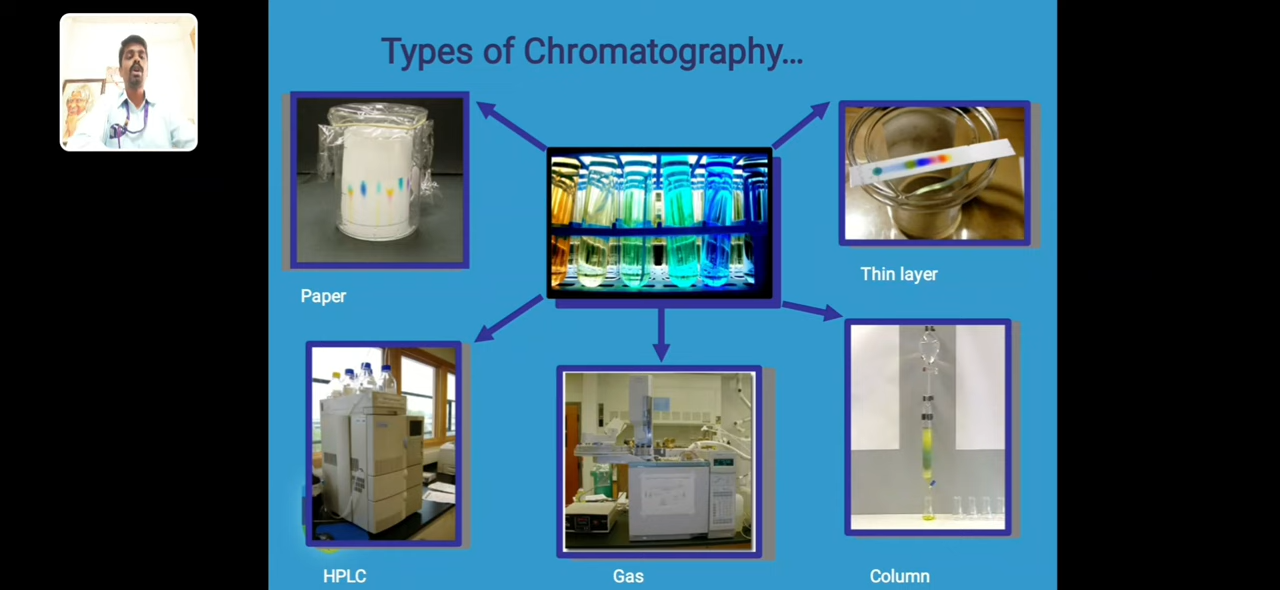 Types of Chromatography...
Paper
Thin layer
HPLC
Gas
Column